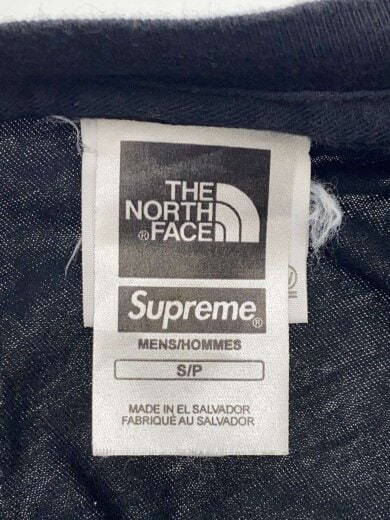 THE
NORTH
®FACE
Supreme®
MENS/HOMMES
S/P
MADE IN EL SALVADOR
FABRIQUÉ AU SALVADOR